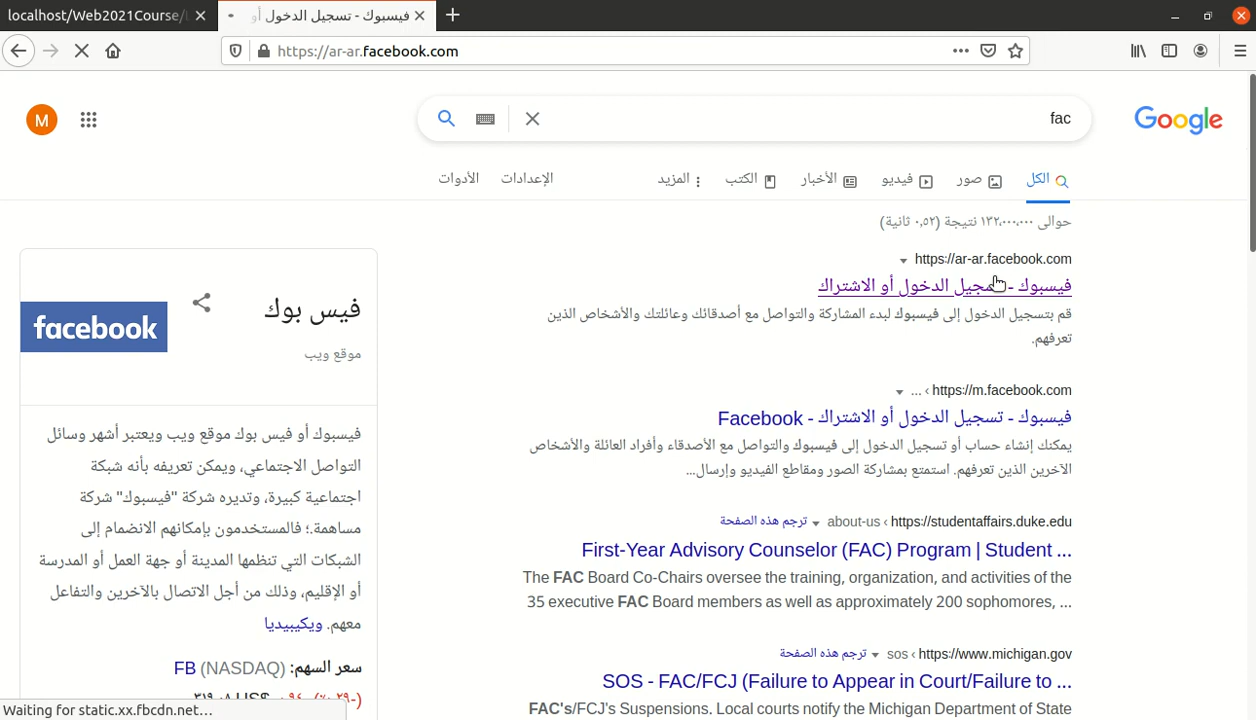 localhost/Web2021Course/
فيسبوك - تسجيل الدخول أو
https://ar-ar.facebook.com
M
fac
Google
الكل
صور
فيديو
الأخبار
الكتب
المزيد
الإعدادات
الأدوات
حوالى ١٣٢,٠٠٠,٠٠٠ نتيجة (٠,٥٢ ثانية)
https://ar-ar.facebook.com
فيسبوك - تسجيل الدخول أو الاشتراك
قم بتسجيل الدخول إلى فيسبوك لبدء المشاركة والتواصل مع أصدقائك وعائلتك والأشخاص الذين
تعرفهم.
https://m.facebook.com › ...
فيسبوك - تسجيل الدخول أو الاشتراك - Facebook
يمكنك إنشاء حساب أو تسجيل الدخول إلى فيسبوك والتواصل مع الأصدقاء وأفراد العائلة والأشخاص
الآخرين الذين تعرفهم. استمتع بمشاركة الصور ومقاطع الفيديو وإرسال...
https://studentaffairs.duke.edu › about-us ترجم هذه الصفحة
First-Year Advisory Counselor (FAC) Program | Student ...
The FAC Board Co-Chairs oversee the training, organization, and activities of the
35 executive FAC Board members as well as approximately 200 sophomores, ...
https://www.michigan.gov › sos ترجم هذه الصفحة
SOS - FAC/FCJ (Failure to Appear in Court/Failure to ...
FAC's/FCJ's Suspensions. Local courts notify the Michigan Department of State
فيس بوك
موقع ويب
facebook
فيسبوك أو فيس بوك موقع ويب ويعتبر أشهر وسائل
التواصل الاجتماعي، ويمكن تعريفه بأنه شبكة
اجتماعية كبيرة، وتديره شركة "فيسبوك" شركة
مساهمة.؛ فالمستخدمون بإمكانهم الانضمام إلى
الشبكات التي تنظمها المدينة أو جهة العمل أو المدرسة
أو الإقليم، وذلك من أجل الاتصال بالآخرين والتفاعل
معهم. ويكيبيديا
سعر السهم: FB (NASDAQ)
Waiting for static.xx.fbcdn.net…